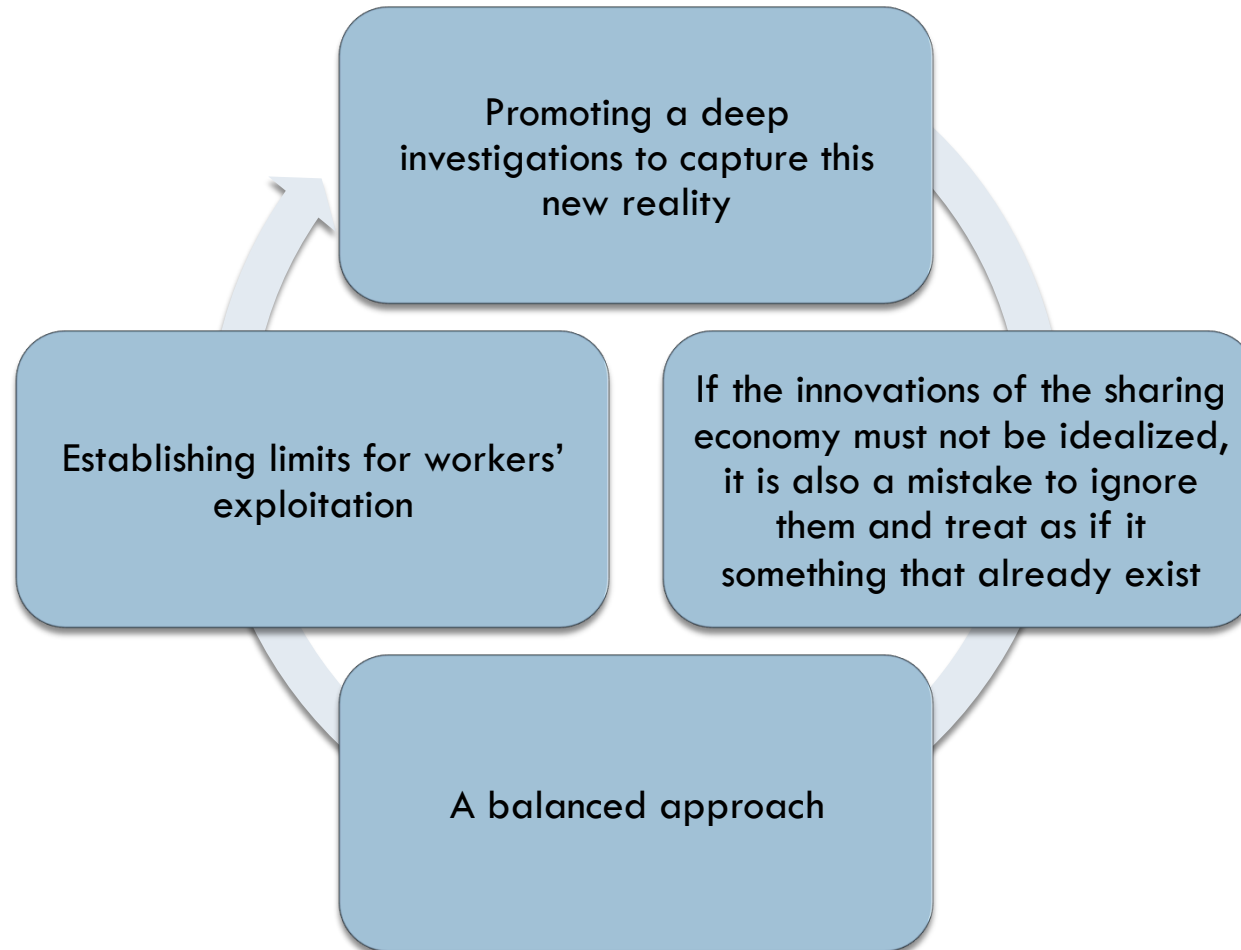 Promoting a deep
investigations to capture this
new reality
If the innovations of the sharing
economy must not be idealized,
it is also a mistake to ignore
them and treat as if it
something that already exist
A balanced approach
Establishing limits for workers’
exploitation